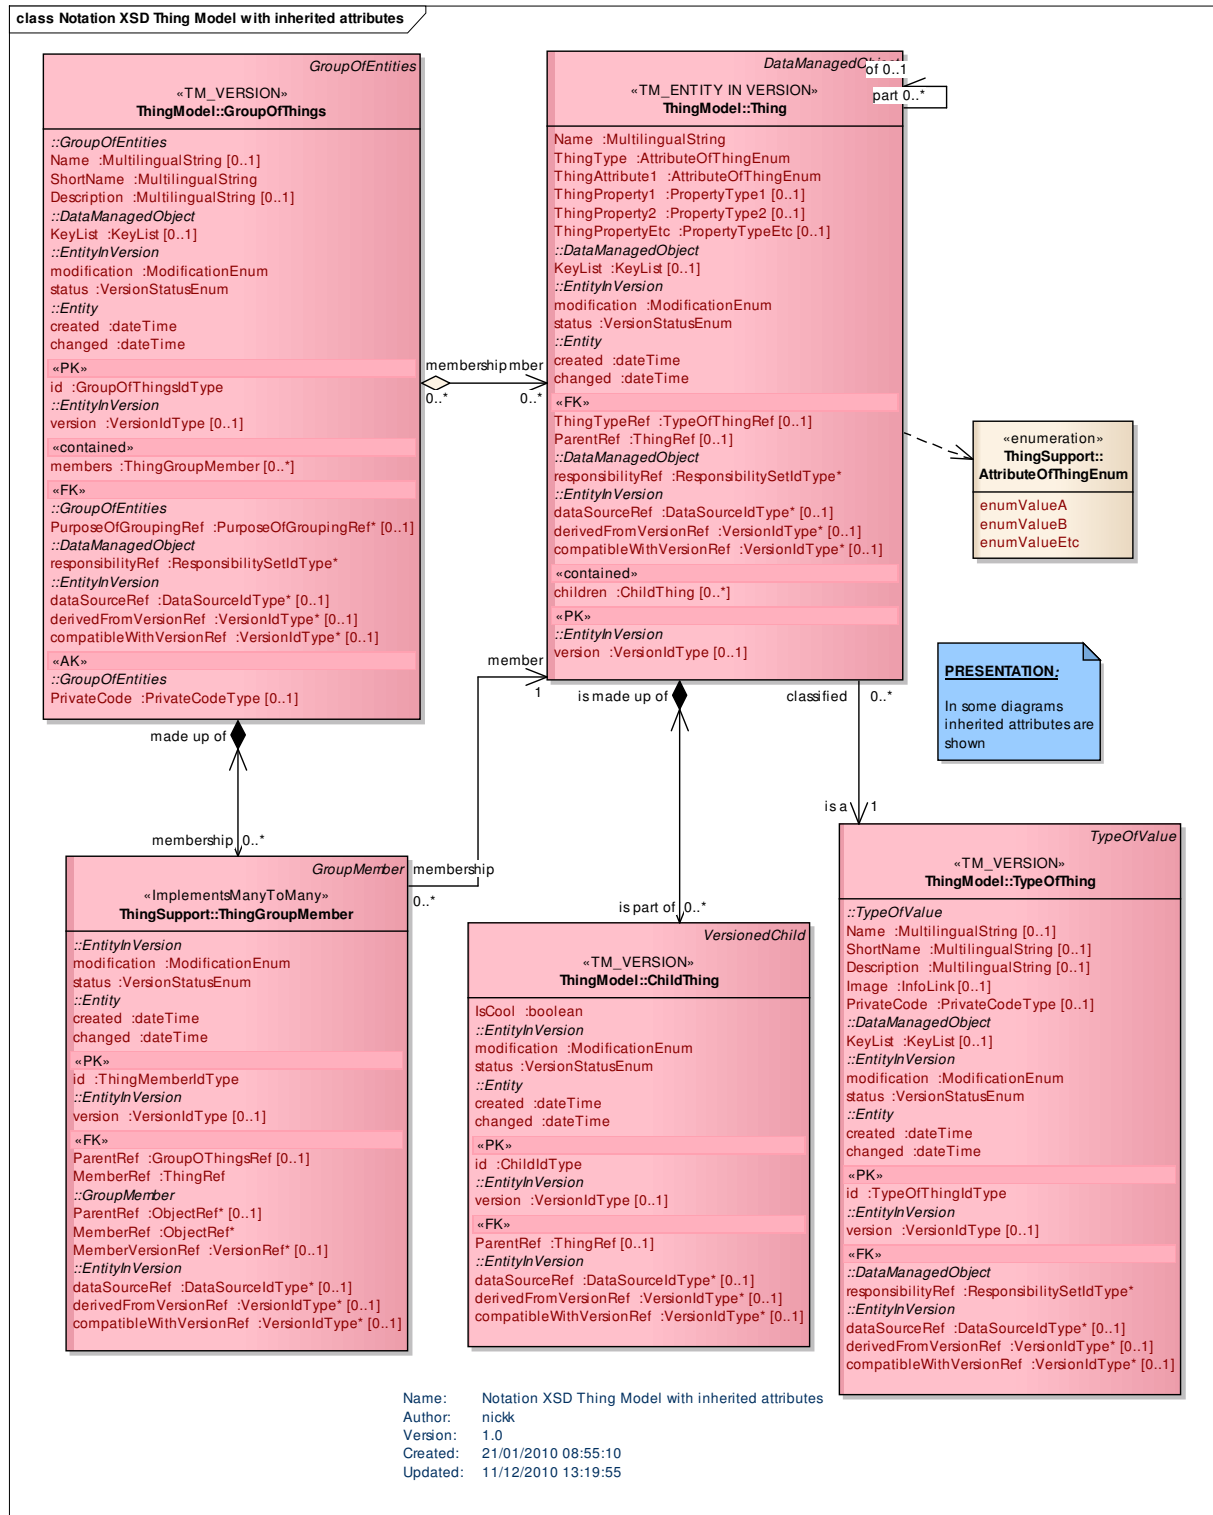 class Notation XSD Thing Model with inherited attributes
GroupOfEntities
«TM_VERSION»
ThingModel::GroupOfThings
::GroupOfEntities
Name :MultilingualString [0..1]
ShortName :MultilingualString
Description :MultilingualString [0..1]
::DataManagedObject
KeyList :KeyList [0..1]
::EntityInVersion
modification :ModificationEnum
status :VersionStatusEnum
::Entity
created :dateTime
changed :dateTime
«PK»
id :GroupOfThingsIdType
::EntityInVersion
version :VersionIdType [0..1]
«contained»
members :ThingGroupMember [0..*]
«FK»
::GroupOfEntities
PurposeOfGroupingRef :PurposeOfGroupingRef* [0..1]
::DataManagedObject
responsibilityRef :ResponsibilitySetIdType*
::EntityInVersion
dataSourceRef :DataSourceIdType* [0..1]
derivedFromVersionRef :VersionIdType* [0..1]
compatibleWithVersionRef :VersionIdType* [0..1]
«AK»
::GroupOfEntities
PrivateCode :PrivateCodeType [0..1]
DataManagedObject
of 0..1
part 0..*
«TM_ENTITY IN VERSION»
ThingModel::Thing
Name :MultilingualString
ThingType :AttributeOfThingEnum
ThingAttribute1 :AttributeOfThingEnum
ThingProperty1 :PropertyType1 [0..1]
ThingProperty2 :PropertyType2 [0..1]
ThingPropertyEtc :PropertyTypeEtc [0..1]
::DataManagedObject
KeyList :KeyList [0..1]
::EntityInVersion
modification :ModificationEnum
status :VersionStatusEnum
::Entity
created :dateTime
changed :dateTime
«FK»
ThingTypeRef :TypeOfThingRef [0..1]
ParentRef :ThingRef [0..1]
::DataManagedObject
responsibilityRef :ResponsibilitySetIdType*
::EntityInVersion
dataSourceRef :DataSourceIdType* [0..1]
derivedFromVersionRef :VersionIdType* [0..1]
compatibleWithVersionRef :VersionIdType* [0..1]
«contained»
children :ChildThing [0..*]
«PK»
::EntityInVersion
version :VersionIdType [0..1]
membership mber
0..* 0..*
«enumeration»
ThingSupport::
AttributeOfThingEnum
enumValueA
enumValueB
enumValueEtc
PRESENTATION:
In some diagrams
inherited attributes are
shown
member
1
is made up of
classified 0..*
made up of
membership 0..*
membership
0..*
is part of 0..*
is a 1
GroupMember
«ImplementsManyToMany»
ThingSupport::ThingGroupMember
::EntityInVersion
modification :ModificationEnum
status :VersionStatusEnum
::Entity
created :dateTime
changed :dateTime
«PK»
id :ThingMemberIdType
::EntityInVersion
version :VersionIdType [0..1]
«FK»
ParentRef :GroupOThingsRef [0..1]
MemberRef :ThingRef
::GroupMember
ParentRef :ObjectRef* [0..1]
MemberRef :ObjectRef*
MemberVersionRef :VersionRef* [0..1]
::EntityInVersion
dataSourceRef :DataSourceIdType* [0..1]
derivedFromVersionRef :VersionIdType* [0..1]
compatibleWithVersionRef :VersionIdType* [0..1]
VersionedChild
«TM_VERSION»
ThingModel::ChildThing
IsCool :boolean
::EntityInVersion
modification :ModificationEnum
status :VersionStatusEnum
::Entity
created :dateTime
changed :dateTime
«PK»
id :ChildIdType
::EntityInVersion
version :VersionIdType [0..1]
«FK»
ParentRef :ThingRef [0..1]
::EntityInVersion
dataSourceRef :DataSourceIdType* [0..1]
derivedFromVersionRef :VersionIdType* [0..1]
compatibleWithVersionRef :VersionIdType* [0..1]
TypeOfValue
«TM_VERSION»
ThingModel::TypeOfThing
::TypeOfValue
Name :MultilingualString [0..1]
ShortName :MultilingualString [0..1]
Description :MultilingualString [0..1]
Image :InfoLink [0..1]
PrivateCode :PrivateCodeType [0..1]
::DataManagedObject
KeyList :KeyList [0..1]
::EntityInVersion
modification :ModificationEnum
status :VersionStatusEnum
::Entity
created :dateTime
changed :dateTime
«PK»
id :TypeOfThingIdType
::EntityInVersion
version :VersionIdType [0..1]
«FK»
::DataManagedObject
responsibilityRef :ResponsibilitySetIdType*
::EntityInVersion
dataSourceRef :DataSourceIdType* [0..1]
derivedFromVersionRef :VersionIdType* [0..1]
compatibleWithVersionRef :VersionIdType* [0..1]
Name: Notation XSD Thing Model with inherited attributes
Author: nickk
Version: 1.0
Created: 21/01/2010 08:55:10
Updated: 11/12/2010 13:19:55